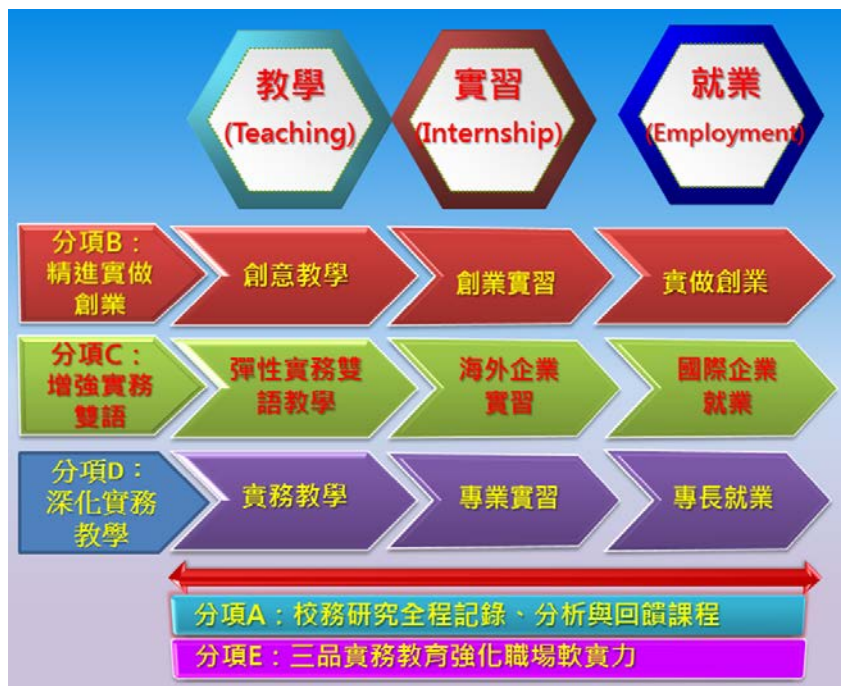 教學
(Teaching)
實習
(Internship)
就業
(Employment)
分項B：
精進實做
創業
創意教學
創業實習
實做創業
分項C：
增強實務
雙語
彈性實務雙
語教學
海外企業
實習
國際企業
就業
分項D：
深化實務
教學
實務教學
專業實習
專長就業
分項A：校務研究全程記錄、分析與回饋課程
分項E：三品實務教育強化職場軟實力